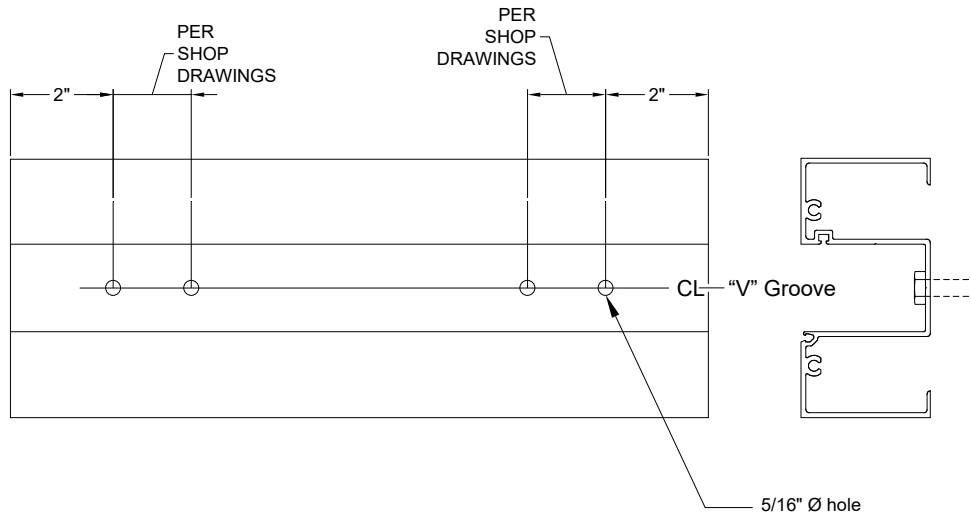 PER
SHOP
DRAWINGS
PER
SHOP
DRAWINGS
2"
2"
CL "V" Groove
5/16" Ø hole